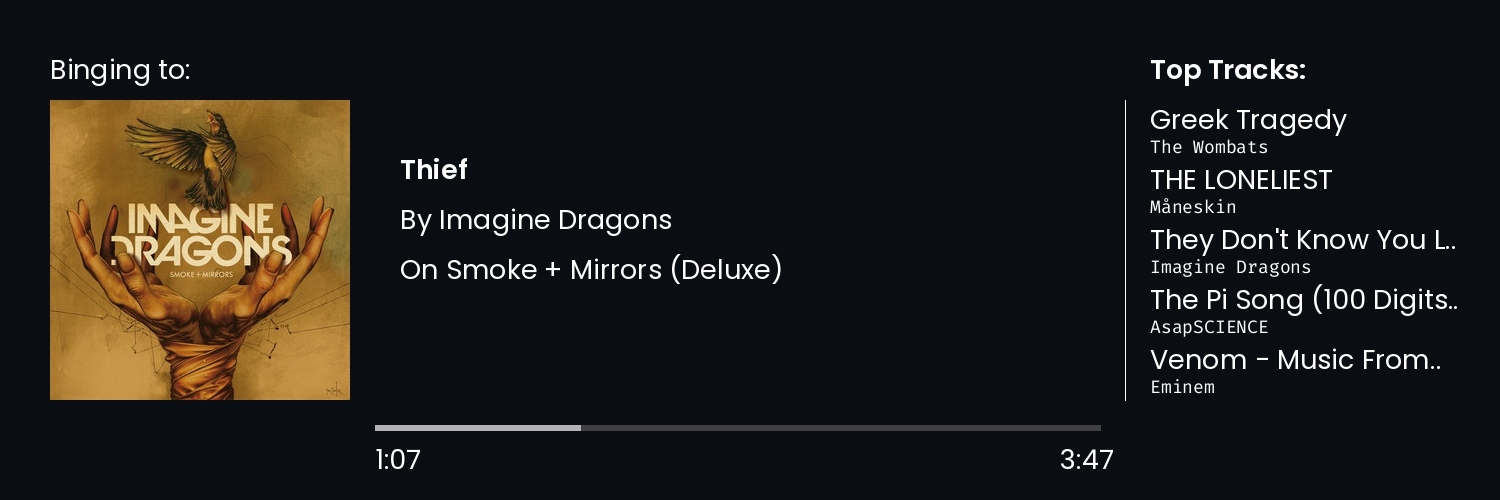 Binging to:
IMAGINE
DRAGONS
SMOKE + MIRRORS
Thief
By Imagine Dragons
On Smoke + Mirrors (Deluxe)
1:07
3:47
Top Tracks:
Greek Tragedy
The Wombats
THE LONELIEST
Måneskin
They Don't Know You L..
Imagine Dragons
The Pi Song (100 Digits..
AsapSCIENCE
Venom - Music From..
Eminem